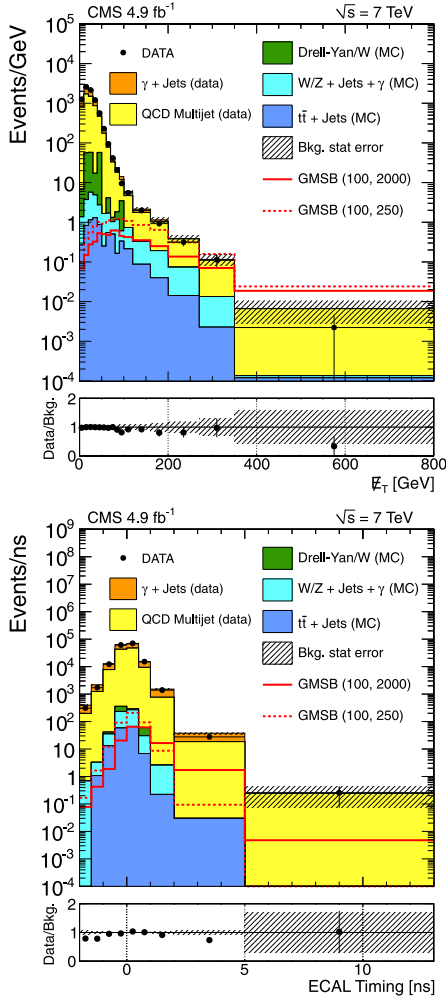 CMS 4.9 fb⁻¹ √s = 7 TeV
Events/GeV
10⁶
10⁵
10⁴
10³
10²
10
1
10⁻¹
10⁻²
10⁻³
10⁻⁴
DATA
γ + Jets (data)
QCD Multijet (data)
Drell-Yan/W (MC)
W/Z + Jets + γ (MC)
tt̄ + Jets (MC)
Bkg. stat error
GMSB (100, 2000)
GMSB (100, 250)
Data/Bkg.
2
1
0
0 200 400 600 800
E̸_T [GeV]
CMS 4.9 fb⁻¹ √s = 7 TeV
Events/ns
10⁹
10⁸
10⁷
10⁶
10⁵
10⁴
10³
10²
10
1
10⁻¹
10⁻²
10⁻³
10⁻⁴
DATA
γ + Jets (data)
QCD Multijet (data)
Drell-Yan/W (MC)
W/Z + Jets + γ (MC)
tt̄ + Jets (MC)
Bkg. stat error
GMSB (100, 2000)
GMSB (100, 250)
Data/Bkg.
2
1
0
0 5 10
ECAL Timing [ns]